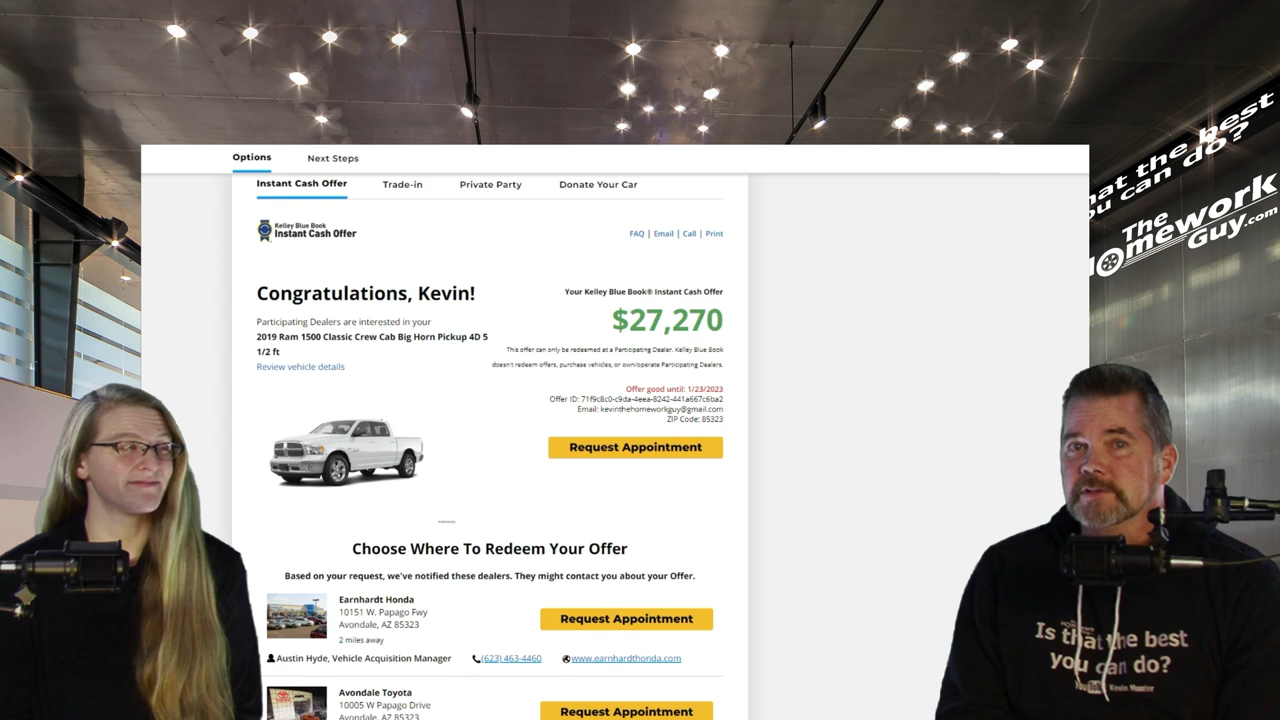 Options
Next Steps
Instant Cash Offer
Trade-in
Private Party
Donate Your Car
Kelley Blue Book
Instant Cash Offer
FAQ | Email | Call | Print
Congratulations, Kevin!
Participating Dealers are interested in your
2019 Ram 1500 Classic Crew Cab Big Horn Pickup 4D 5
1/2 ft
Review vehicle details
Your Kelley Blue Book® Instant Cash Offer
$27,270
This offer can only be redeemed at a Participating Dealer. Kelley Blue Book
doesn't redeem offers, purchase vehicles, or own/operate Participating Dealers.
Offer good until: 1/23/2023
Offer ID: 71f9c8c0-c9da-4eea-8242-441a667c6ba2
Email: kevinthehomeworkguy@gmail.com
ZIP Code: 85323
Request Appointment
Choose Where To Redeem Your Offer
Based on your request, we've notified these dealers. They might contact you about your Offer.
Earnhardt Honda
10151 W. Papago Fwy
Avondale, AZ 85323
2 miles away
Request Appointment
Austin Hyde, Vehicle Acquisition Manager
(623) 463-4460
www.earnhardthonda.com
Avondale Toyota
10005 W Papago Drive
Avondale, AZ 85323
Request Appointment
hat the best
ou can do?
The
Homework
Guy.com
Is that the best
you can do?
Kevin Hunter